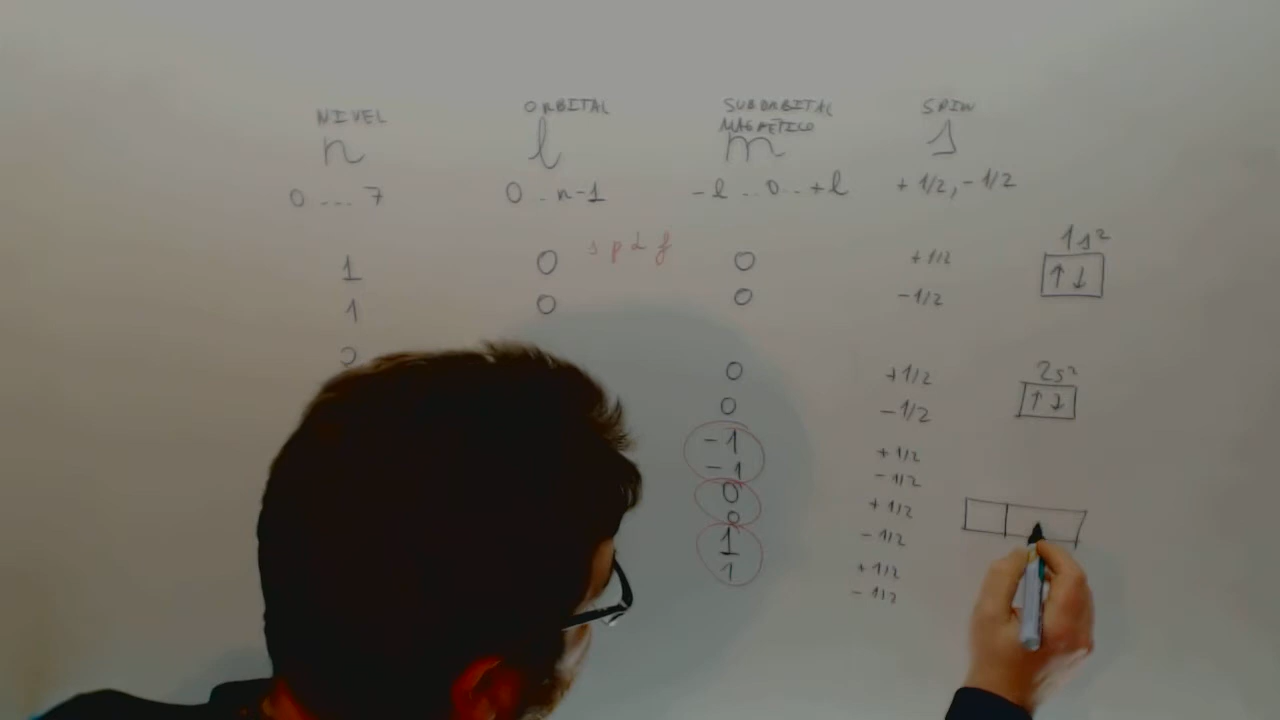 NIVEL ORBITAL SUBORBITAL SPIN
MAGNÉTICO
n l m s
0 ... 7 0 .. n-1 -l .. 0 .. +l + 1/2, - 1/2
s p d f
1s²
1 0 0 +1/2 ↑↓
1 0 0 -1/2
2s²
0 +1/2 ↑↓
0 -1/2
-1 +1/2
-1 -1/2
0 +1/2
0 -1/2
1 +1/2
1 -1/2